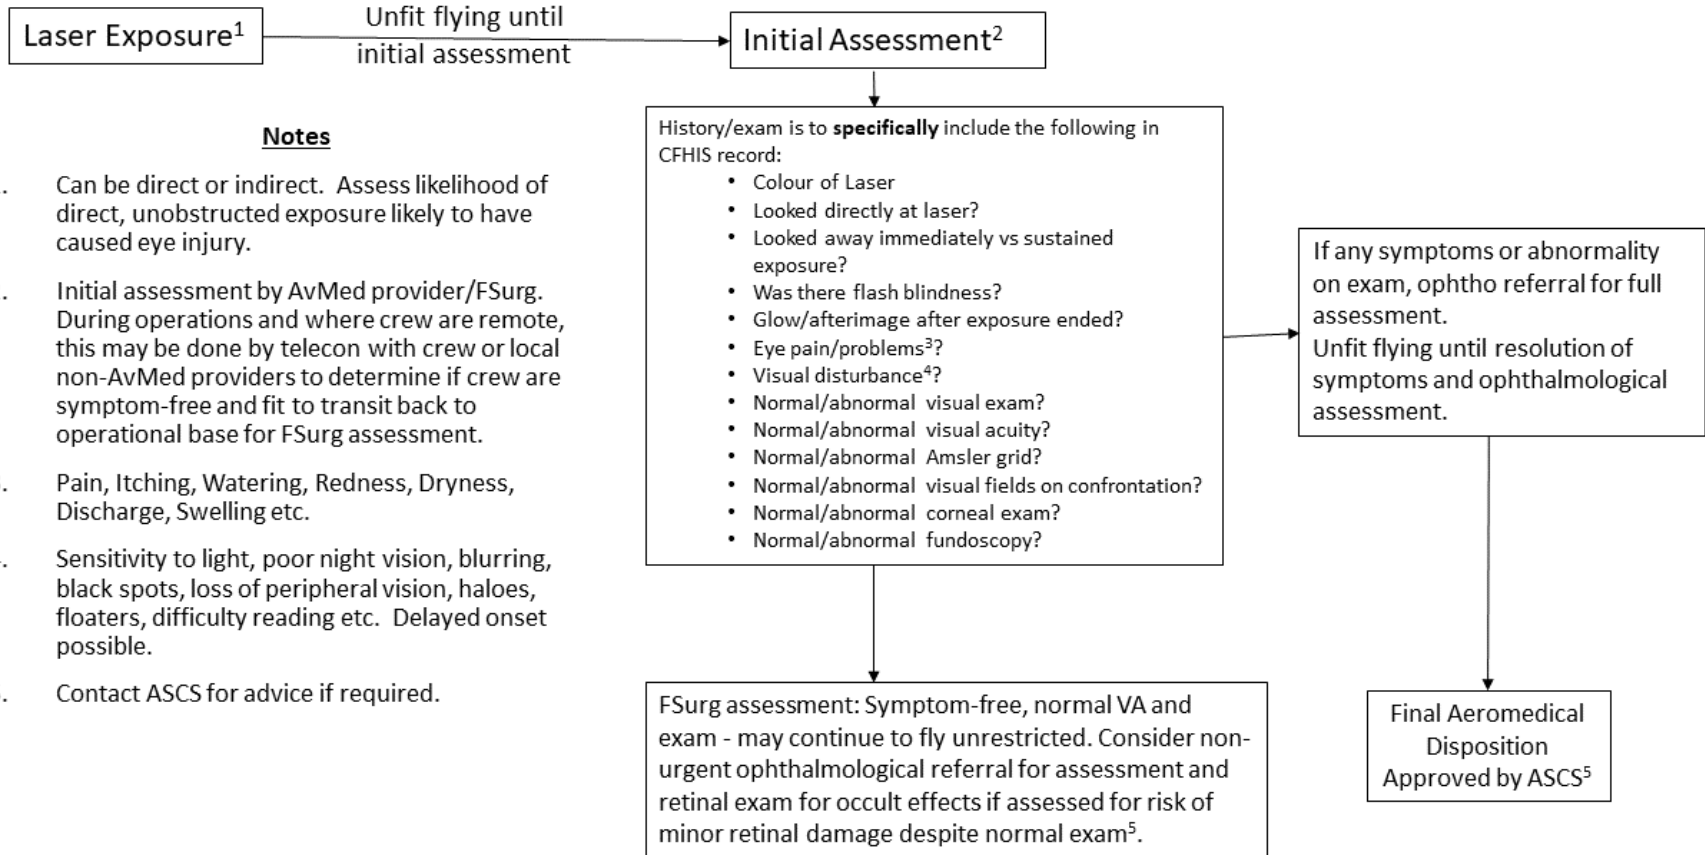 Laser Exposure1
Unfit flying until
initial assessment
Initial Assessment2
Notes
. Can be direct or indirect. Assess likelihood of
direct, unobstructed exposure likely to have
caused eye injury.
. Initial assessment by AvMed provider/FSurg.
During operations and where crew are remote,
this may be done by telecon with crew or local
non-AvMed providers to determine if crew are
symptom-free and fit to transit back to
operational base for FSurg assessment.
. Pain, Itching, Watering, Redness, Dryness,
Discharge, Swelling etc.
. Sensitivity to light, poor night vision, blurring,
black spots, loss of peripheral vision, haloes,
floaters, difficulty reading etc. Delayed onset
possible.
. Contact ASCS for advice if required.
History/exam is to specifically include the following in
CFHIS record:
• Colour of Laser
• Looked directly at laser?
• Looked away immediately vs sustained
exposure?
• Was there flash blindness?
• Glow/afterimage after exposure ended?
• Eye pain/problems3?
• Visual disturbance4?
• Normal/abnormal visual exam?
• Normal/abnormal visual acuity?
• Normal/abnormal Amsler grid?
• Normal/abnormal visual fields on confrontation?
• Normal/abnormal corneal exam?
• Normal/abnormal fundoscopy?
If any symptoms or abnormality
on exam, ophtho referral for full
assessment.
Unfit flying until resolution of
symptoms and ophthalmological
assessment.
FSurg assessment: Symptom-free, normal VA and
exam - may continue to fly unrestricted. Consider non-
urgent ophthalmological referral for assessment and
retinal exam for occult effects if assessed for risk of
minor retinal damage despite normal exam5.
Final Aeromedical
Disposition
Approved by ASCS5